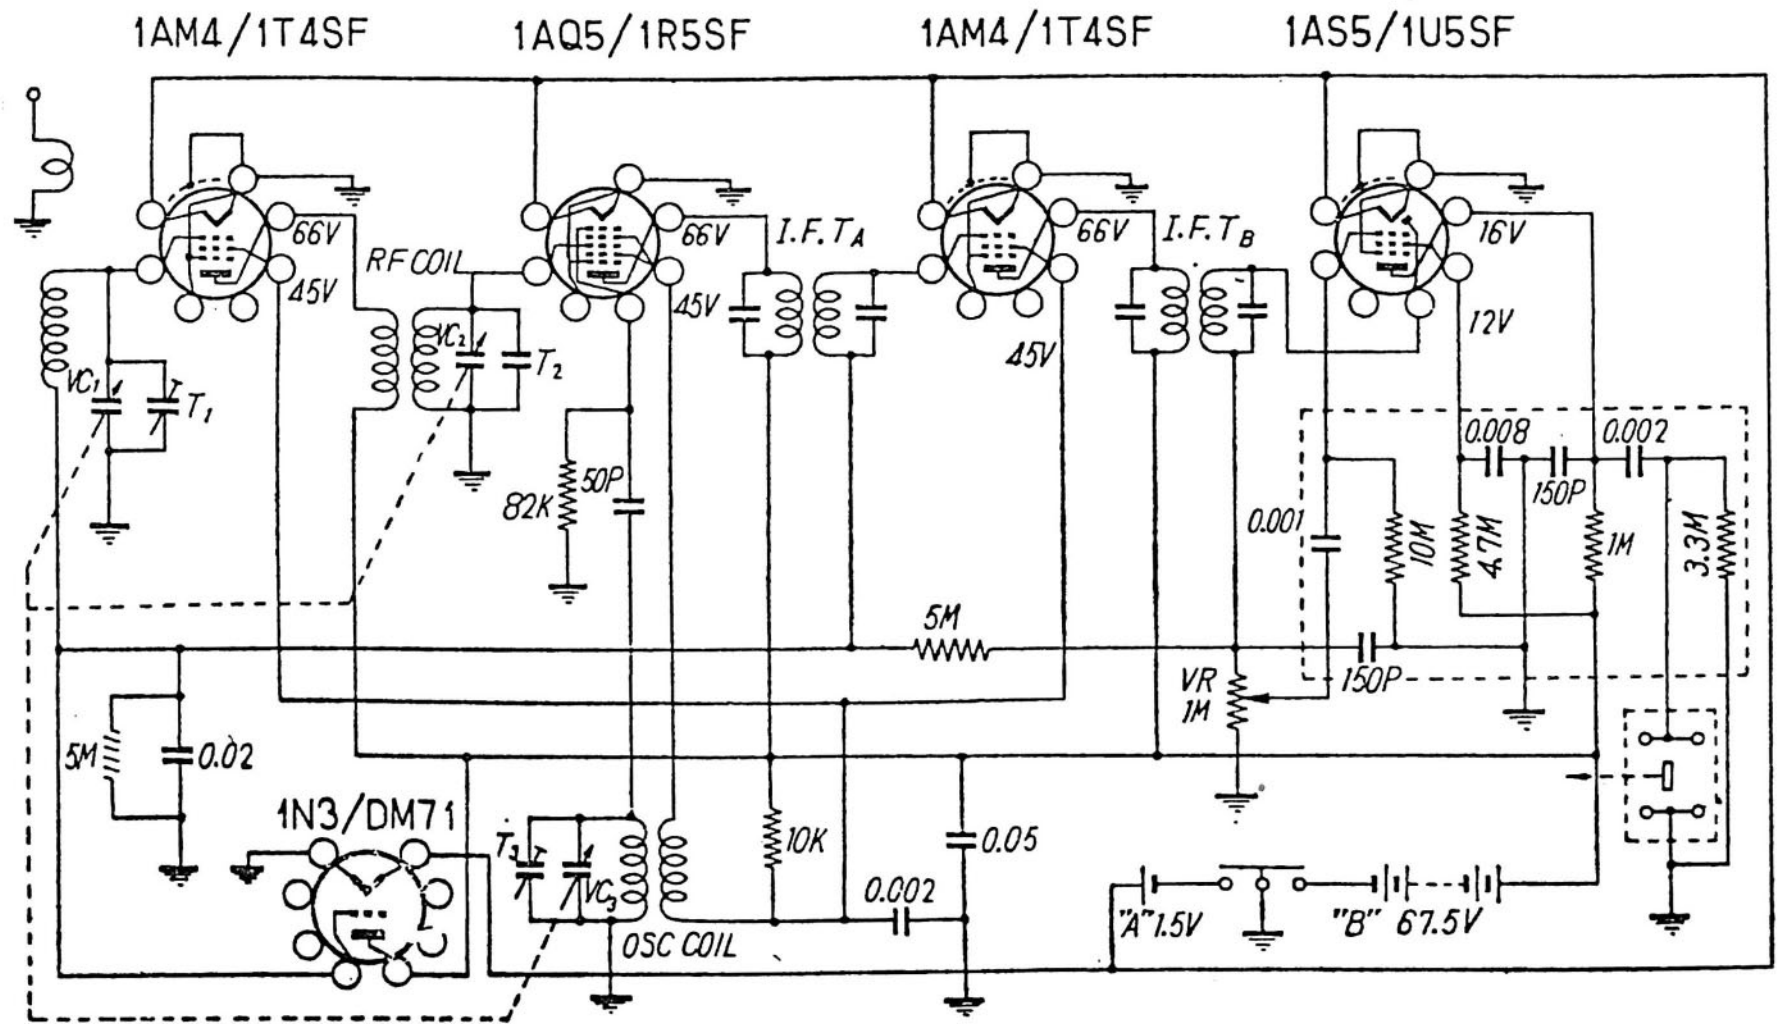 1AM4/1T4SF
1AQ5/1R5SF
1AM4/1T4SF
1AS5/1U5SF
66V
45V
RF COIL
66V
45V
I.F.TA
66V
45V
I.F.TB
16V
12V
VC1
T1
VC2
T2
82K
50P
0.001
10M
4.7M
0.008
150P
0.002
1M
3.3M
5M
150P
VR
1M
5M
0.02
1N3/DM71
T3
VC3
OSC COIL
10K
0.002
0.05
"A" 1.5V
"B" 67.5V